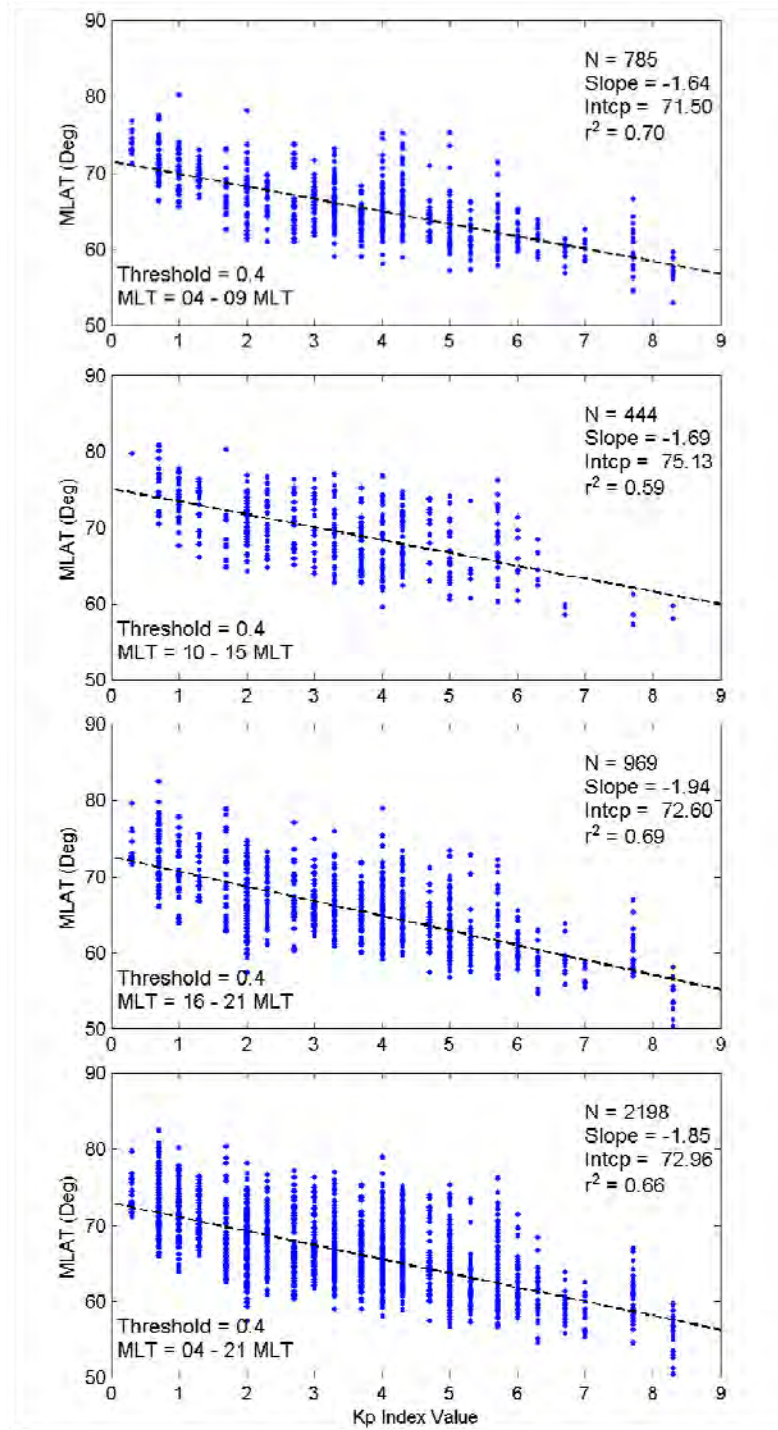 90
80
70
60
50
MLAT (Deg)
N = 785
Slope = -1.64
Intcp = 71.50
r² = 0.70
Threshold = 0.4
MLT = 04 - 09 MLT
0 1 2 3 4 5 6 7 8 9
90
80
70
60
50
MLAT (Deg)
N = 444
Slope = -1.69
Intcp = 75.13
r² = 0.59
Threshold = 0.4
MLT = 10 - 15 MLT
0 1 2 3 4 5 6 7 8 9
90
80
70
60
50
MLAT (Deg)
N = 969
Slope = -1.94
Intcp = 72.60
r² = 0.69
Threshold = 0.4
MLT = 16 - 21 MLT
0 1 2 3 4 5 6 7 8 9
90
80
70
60
50
MLAT (Deg)
N = 2198
Slope = -1.85
Intcp = 72.96
r² = 0.66
Threshold = 0.4
MLT = 04 - 21 MLT
0 1 2 3 4 5 6 7 8 9
Kp Index Value